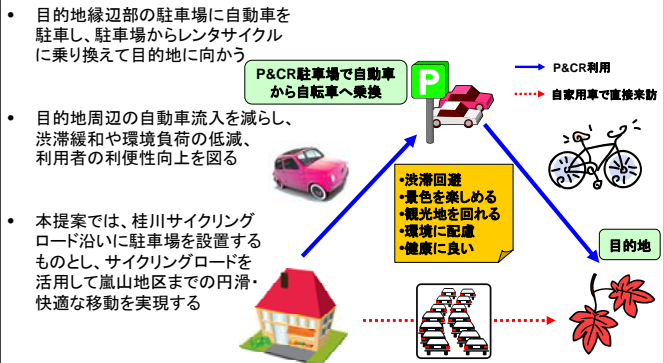 • 目的地縁辺部の駐車場に自動車を
駐車し、駐車場からレンタサイクル
に乗り換えて目的地に向かう
• 目的地周辺の自動車流入を減らし、
渋滞緩和や環境負荷の低減、
利用者の利便性向上を図る
• 本提案では、桂川サイクリング
ロード沿いに駐車場を設置する
ものとし、サイクリングロードを
活用して嵐山地区までの円滑・
快適な移動を実現する
P&CR駐車場で自動車
から自転車へ乗換
P
P&CR利用
自家用車で直接来訪
•渋滞回避
•景色を楽しめる
•観光地を回れる
•環境に配慮
•健康に良い
目的地